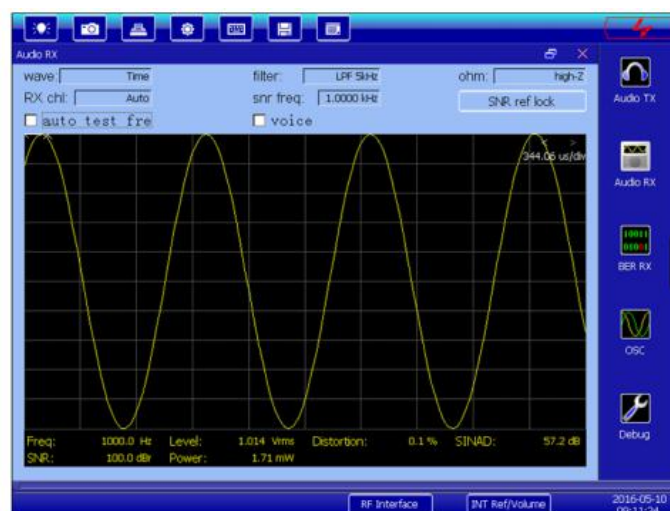 Audio RX
wave: Time filter: LPF 5kHz ohm: high-Z
RX chl: Auto snr freq: 1.0000 kHz SNR ref lock
auto test fre voice
344.06 us/div
Freq: 1000.0 Hz Level: 1.014 Vrms Distortion: 0.1 % SINAD: 57.2 dB
SNR: 100.0 dBr Power: 1.71 mW
Audio TX
Audio RX
10011
01001
BER RX
OSC
Debug
RF Interface INT Ref/Volume 2016-05-10